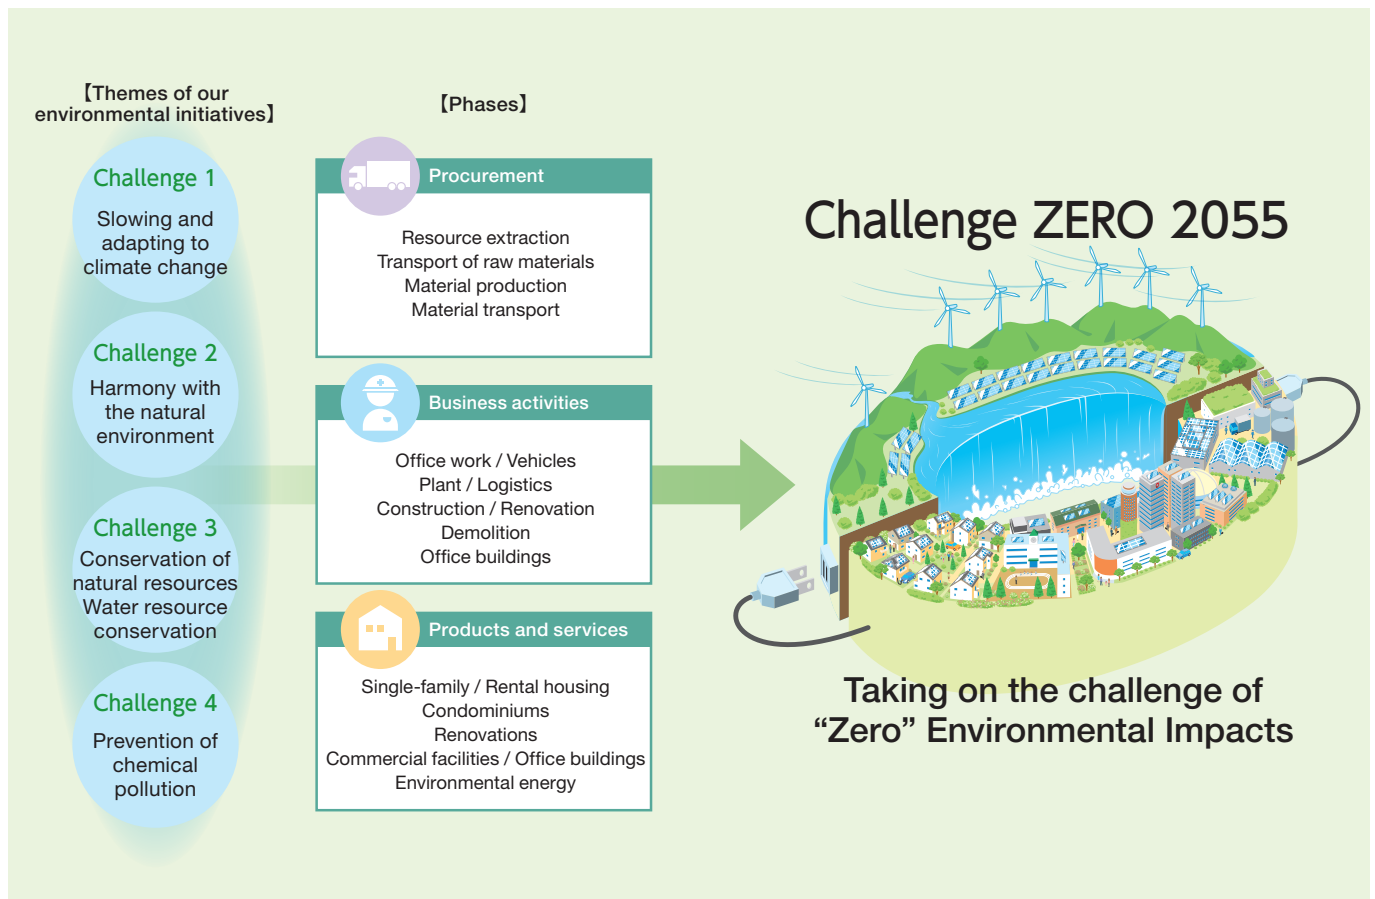 【Themes of our
environmental initiatives】
Challenge 1
Slowing and
adapting to
climate change
Challenge 2
Harmony with
the natural
environment
Challenge 3
Conservation of
natural resources
Water resource
conservation
Challenge 4
Prevention of
chemical
pollution
【Phases】
Procurement
Resource extraction
Transport of raw materials
Material production
Material transport
Business activities
Office work / Vehicles
Plant / Logistics
Construction / Renovation
Demolition
Office buildings
Products and services
Single-family / Rental housing
Condominiums
Renovations
Commercial facilities / Office buildings
Environmental energy
Challenge ZERO 2055
Taking on the challenge of
“Zero” Environmental Impacts